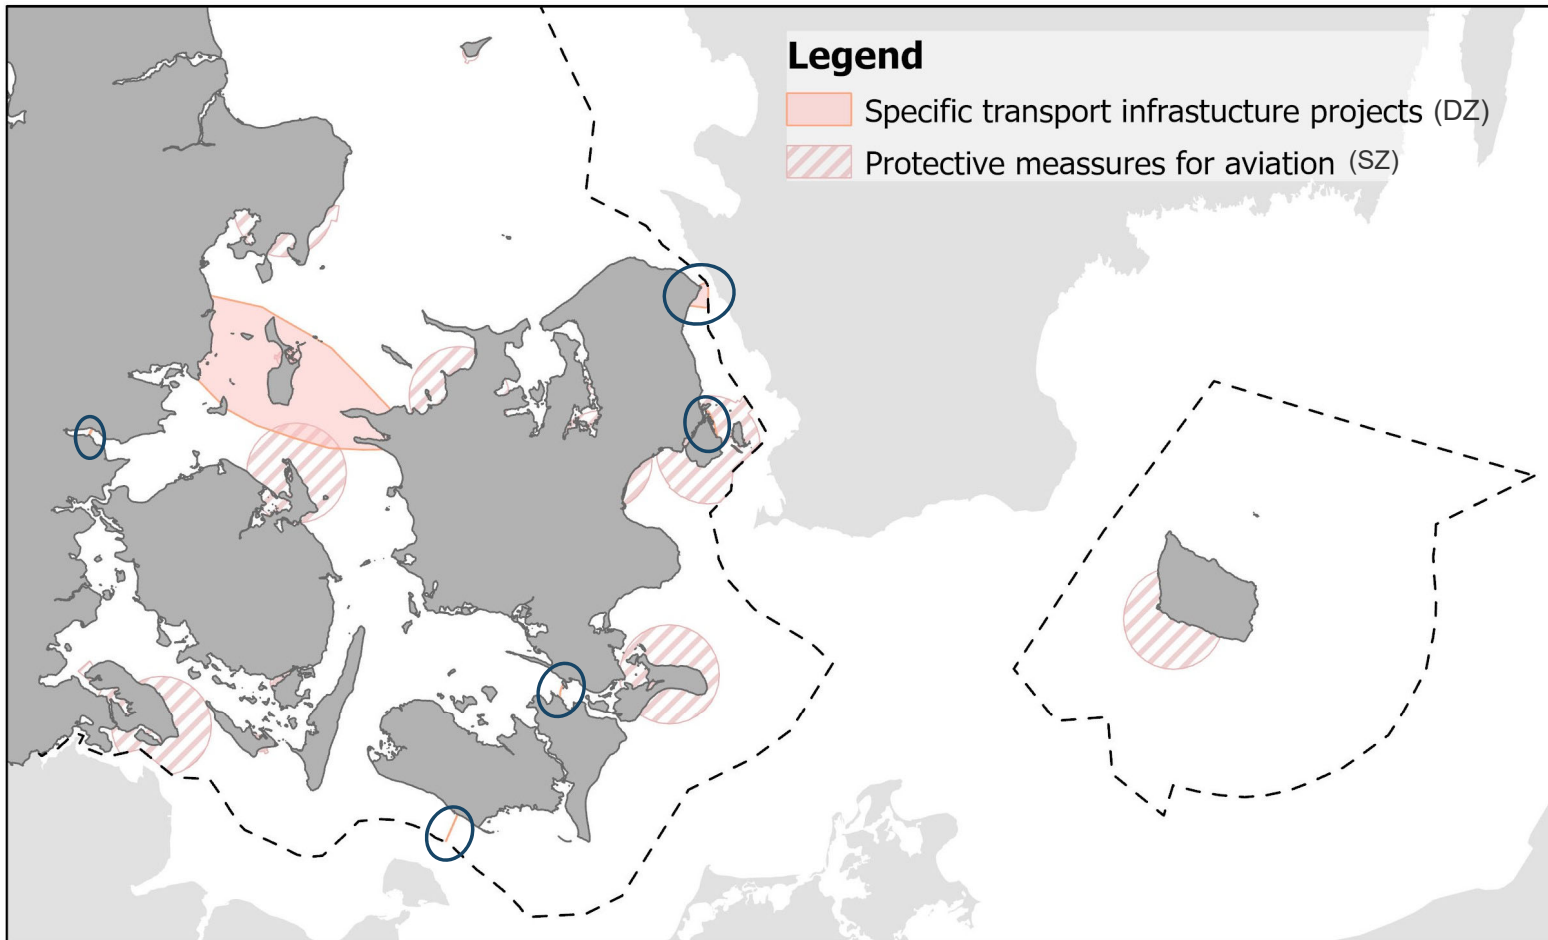 Legend
Specific transport infrastucture projects (DZ)
Protective meassures for aviation (SZ)